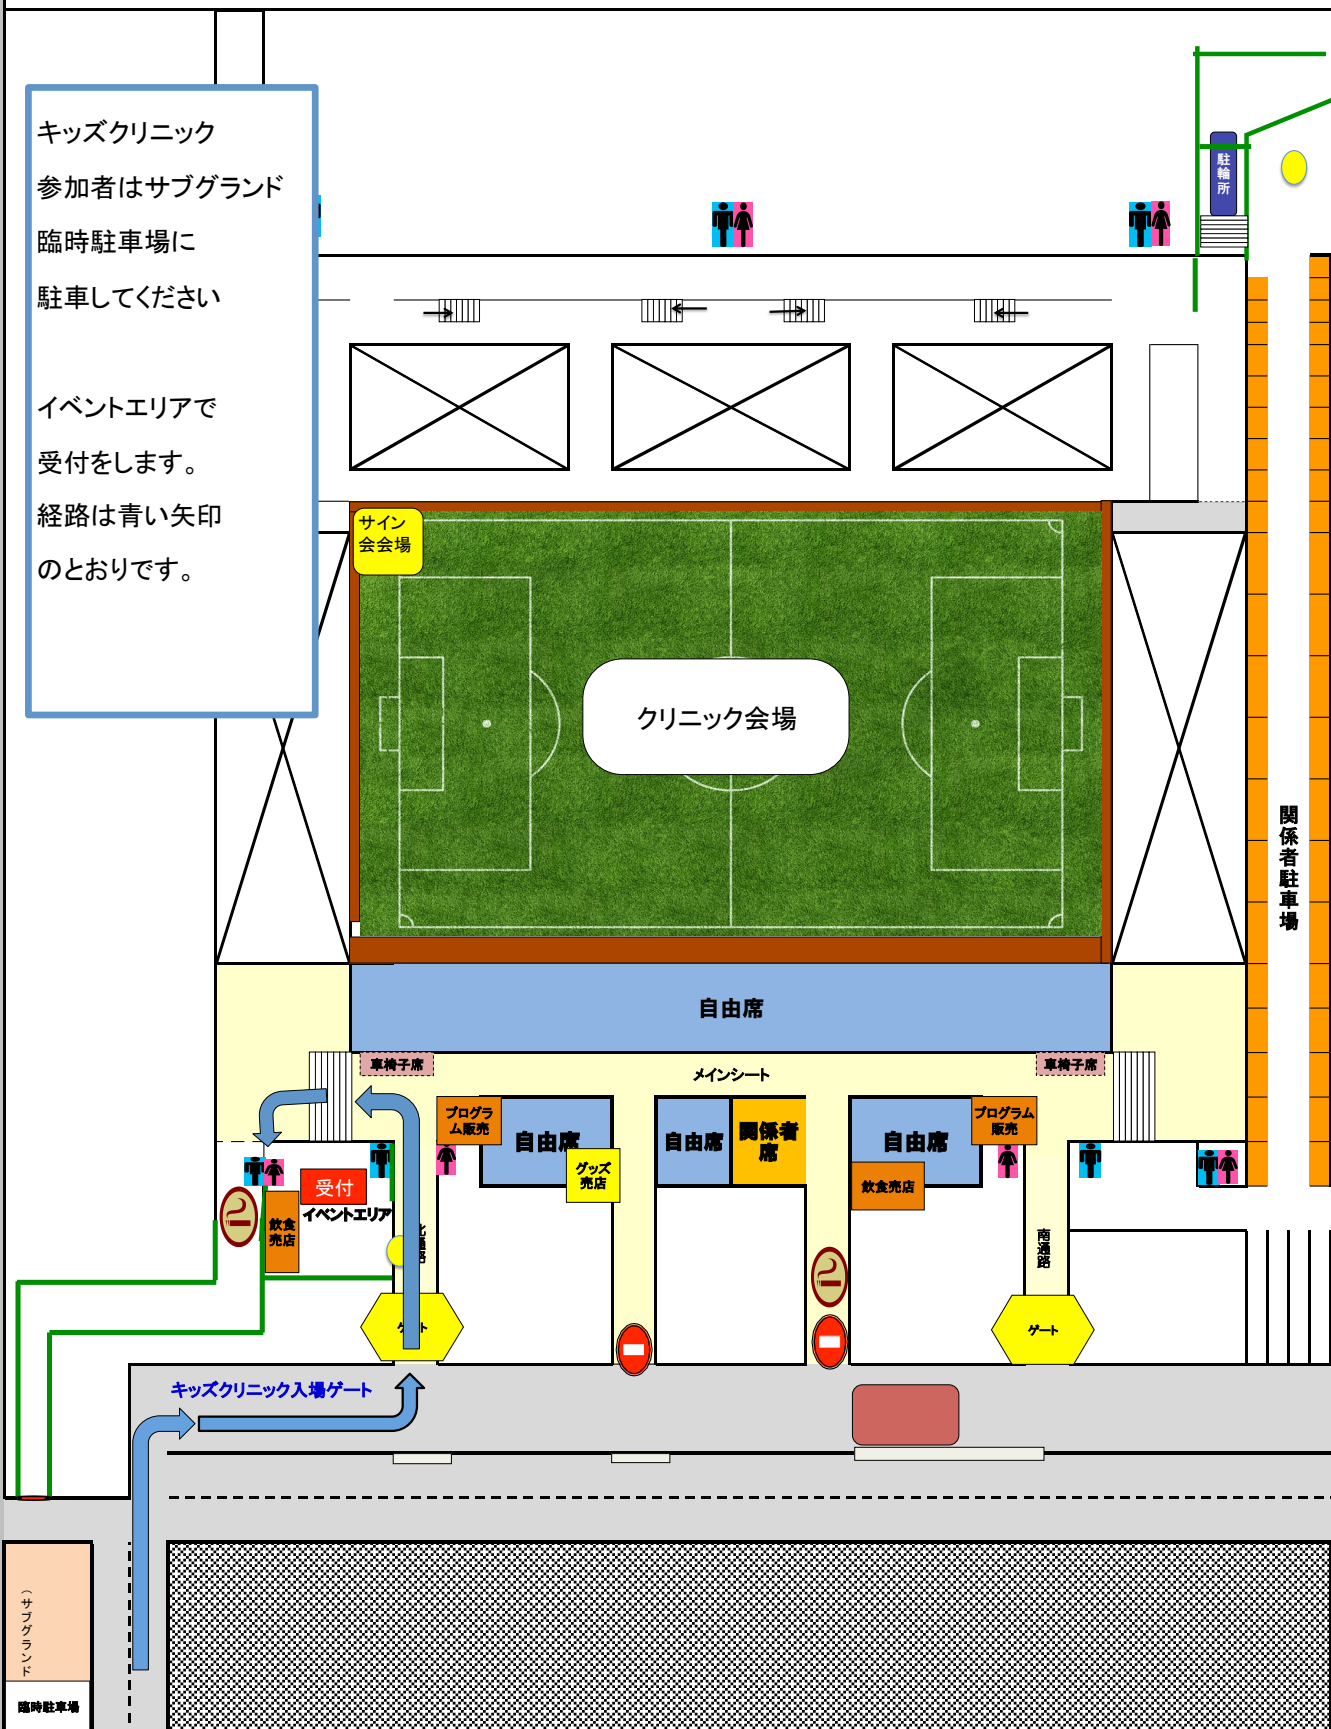 キッズクリニック
参加者はサブグランド
臨時駐車場に
駐車してください
イベントエリアで
受付をします。
経路は青い矢印
のとおりです。
駐輪所
サイン
会会場
クリニック会場
関係者駐車場
自由席
車椅子席
メインシート
車椅子席
プログラ
ム販売
自由席
グッズ
売店
自由席
関係者
席
自由席
飲食売店
プログラム
販売
受付
イベントエリア
飲食
売店
北通路
南通路
ゲート
ゲート
キッズクリニック入場ゲート
（サブグランド
臨時駐車場